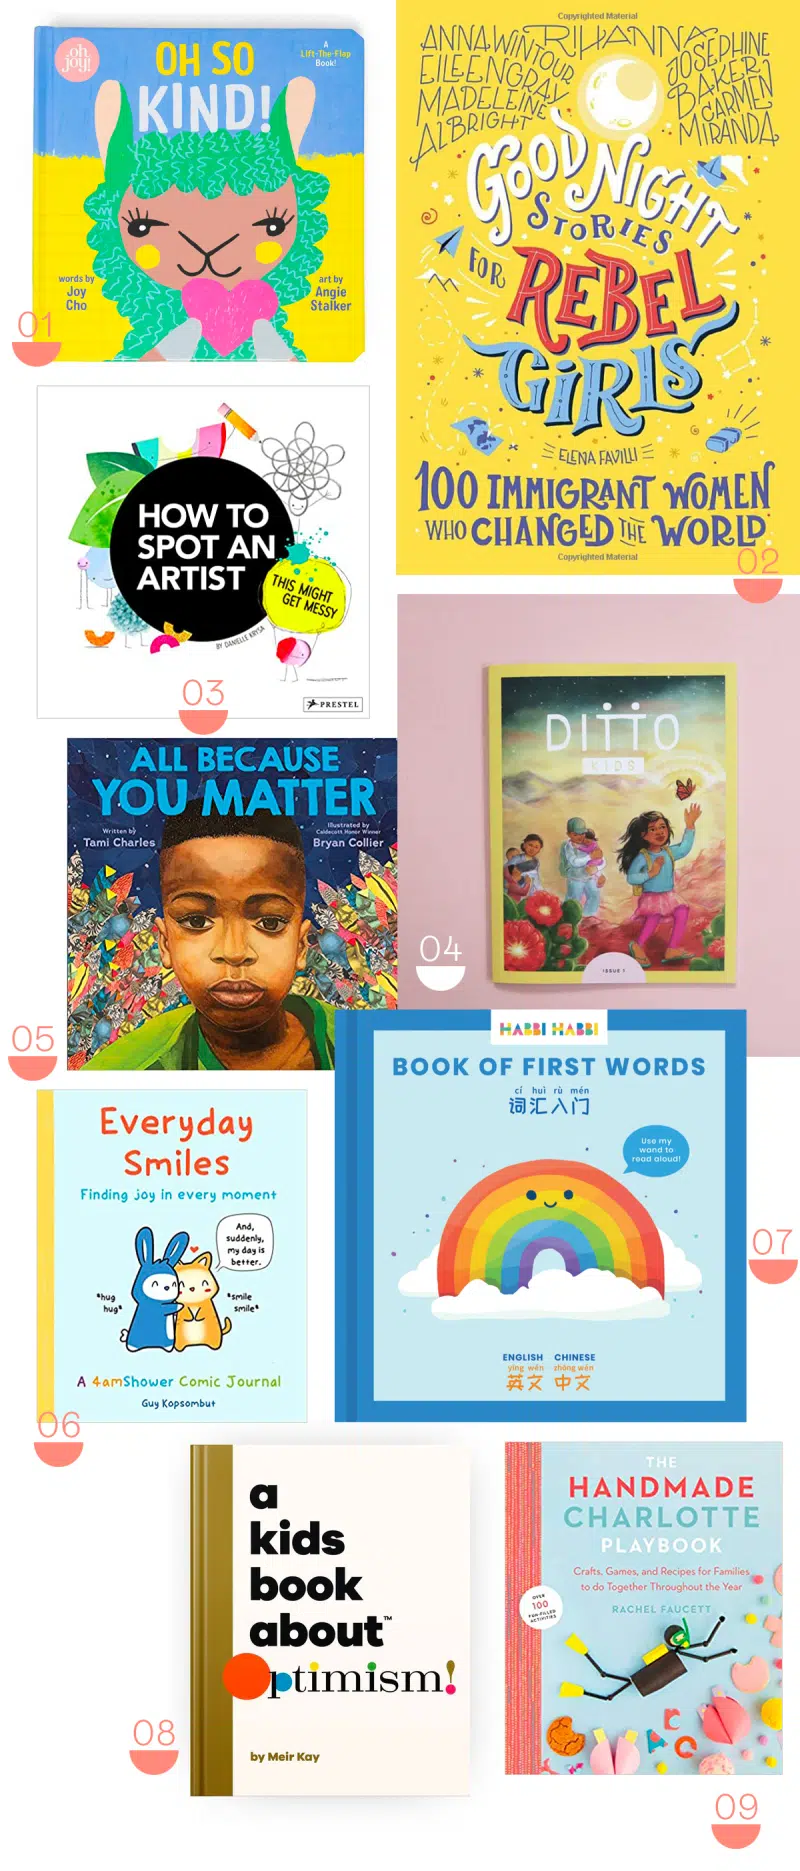 oh
joy!
OH SO
KIND!
A
Lift-The-Flap
Book!
words by
Joy
Cho
art by
Angie
Stalker
01
Copyrighted Material
ANNA WINTOUR RIHANNA JOSEPHINE
EILEEN GRAY BAKER
MADELEINE CARMEN
ALBRIGHT MIRANDA
GOOD NIGHT
STORIES
FOR REBEL
GIRLS
ELENA FAVILLI
100 IMMIGRANT WOMEN
WHO CHANGED THE WORLD
Copyrighted Material
02
HOW TO
SPOT AN
ARTIST
THIS MIGHT
GET MESSY
BY DANIELLE KRYSA
PRESTEL
03
DITTO
KIDS
ISSUE 1
04
ALL BECAUSE
YOU MATTER
Written by
Tami Charles
Illustrated by
Caldecott Honor Winner
Bryan Collier
05
HABBI HABBI
BOOK OF FIRST WORDS
cí huì rù mén
词汇入门
Use my
wand to
read aloud!
ENGLISH CHINESE
yīng wén zhōng wén
英文 中文
07
Everyday
Smiles
Finding joy in every moment
And,
suddenly,
my day is
better.
*hug
hug*
*smile
smile*
A 4amShower Comic Journal
Guy Kopsombut
06
a
kids
book
about™
optimism!
by Meir Kay
08
THE
HANDMADE
CHARLOTTE
PLAYBOOK
Crafts, Games, and Recipes for Families
to do Together Throughout the Year
RACHEL FAUCETT
OVER
100
FUN-FILLED
ACTIVITIES
09